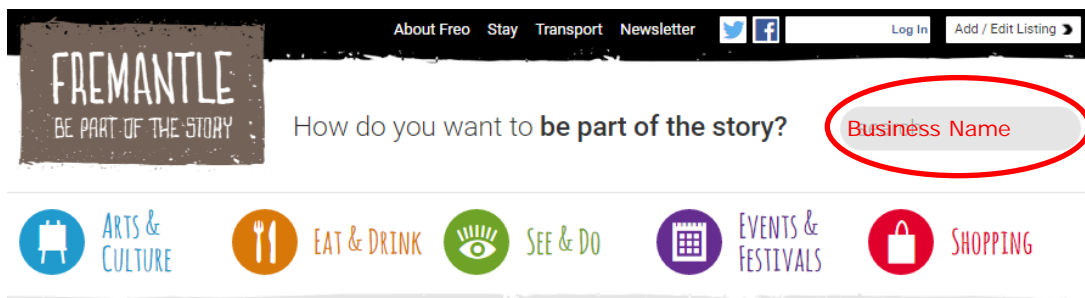 About Freo Stay Transport Newsletter Log In Add / Edit Listing
FREMANTLE
BE PART OF THE STORY
How do you want to be part of the story?
Business Name
ARTS &
CULTURE
EAT & DRINK
SEE & DO
EVENTS &
FESTIVALS
SHOPPING